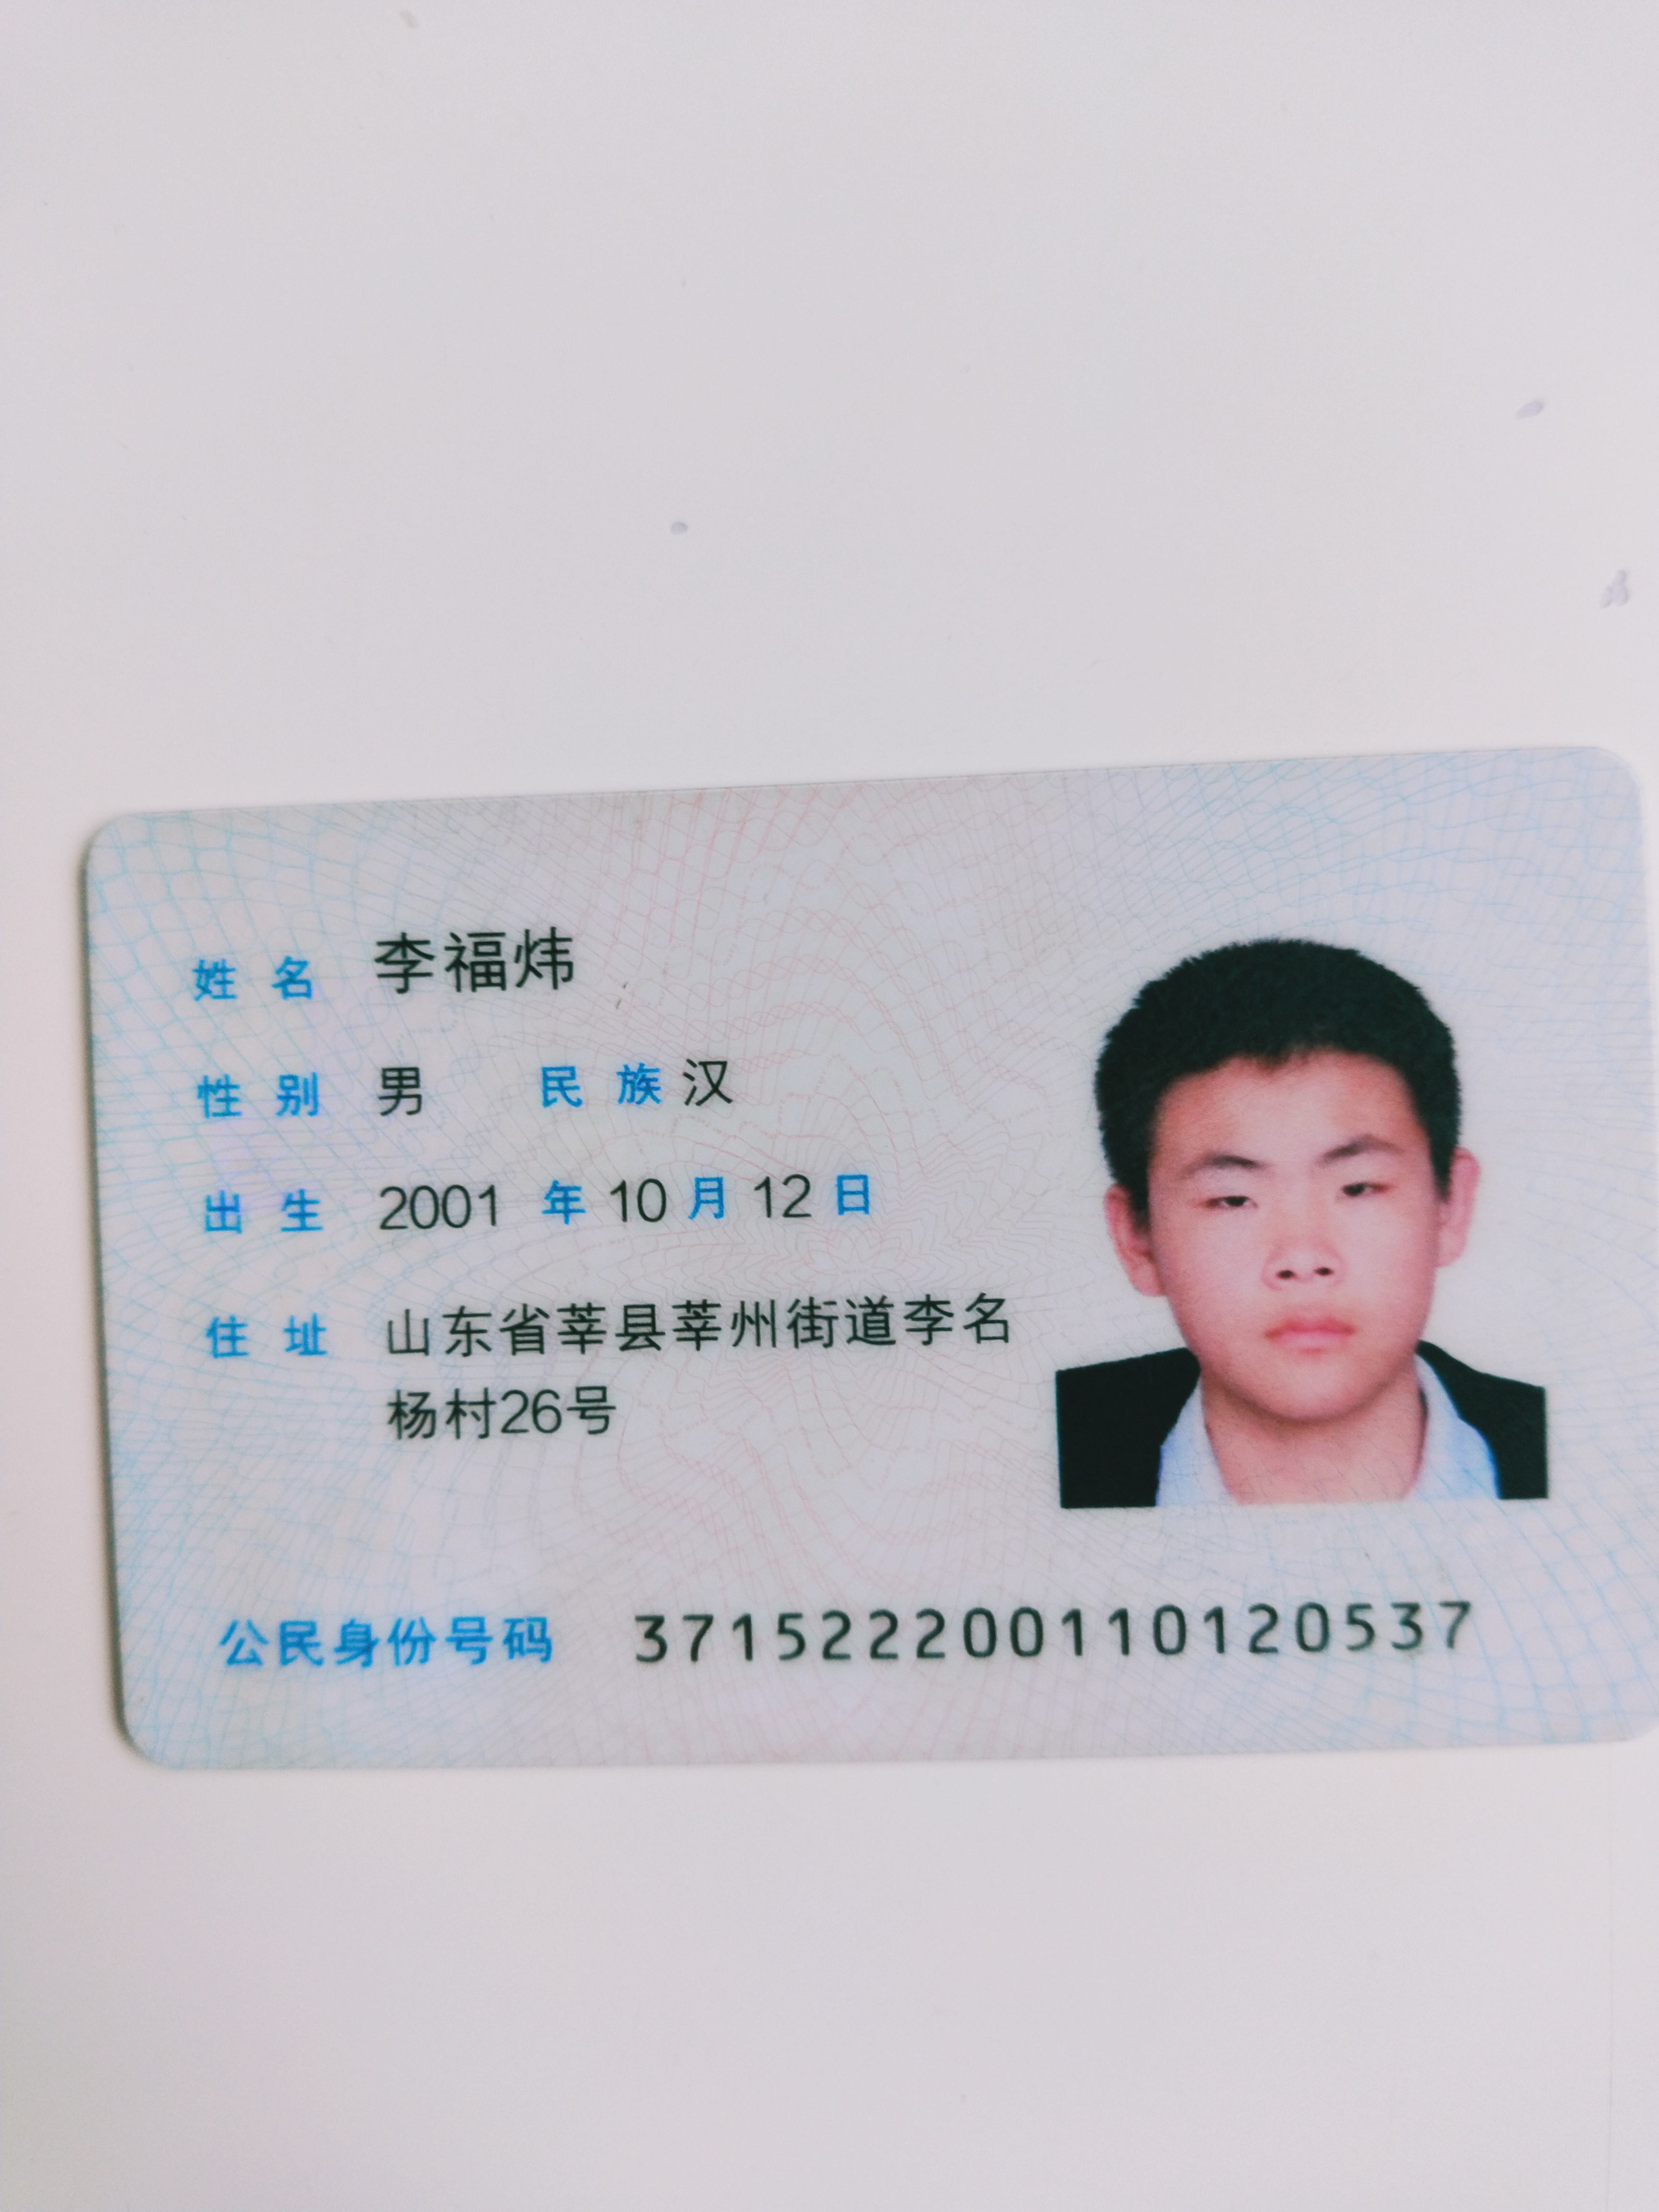 姓名 李福炜
性别 男 民族 汉
出生 2001 年 10 月 12 日
住址 山东省莘县莘州街道李名
杨村26号
公民身份号码 371522200110120537